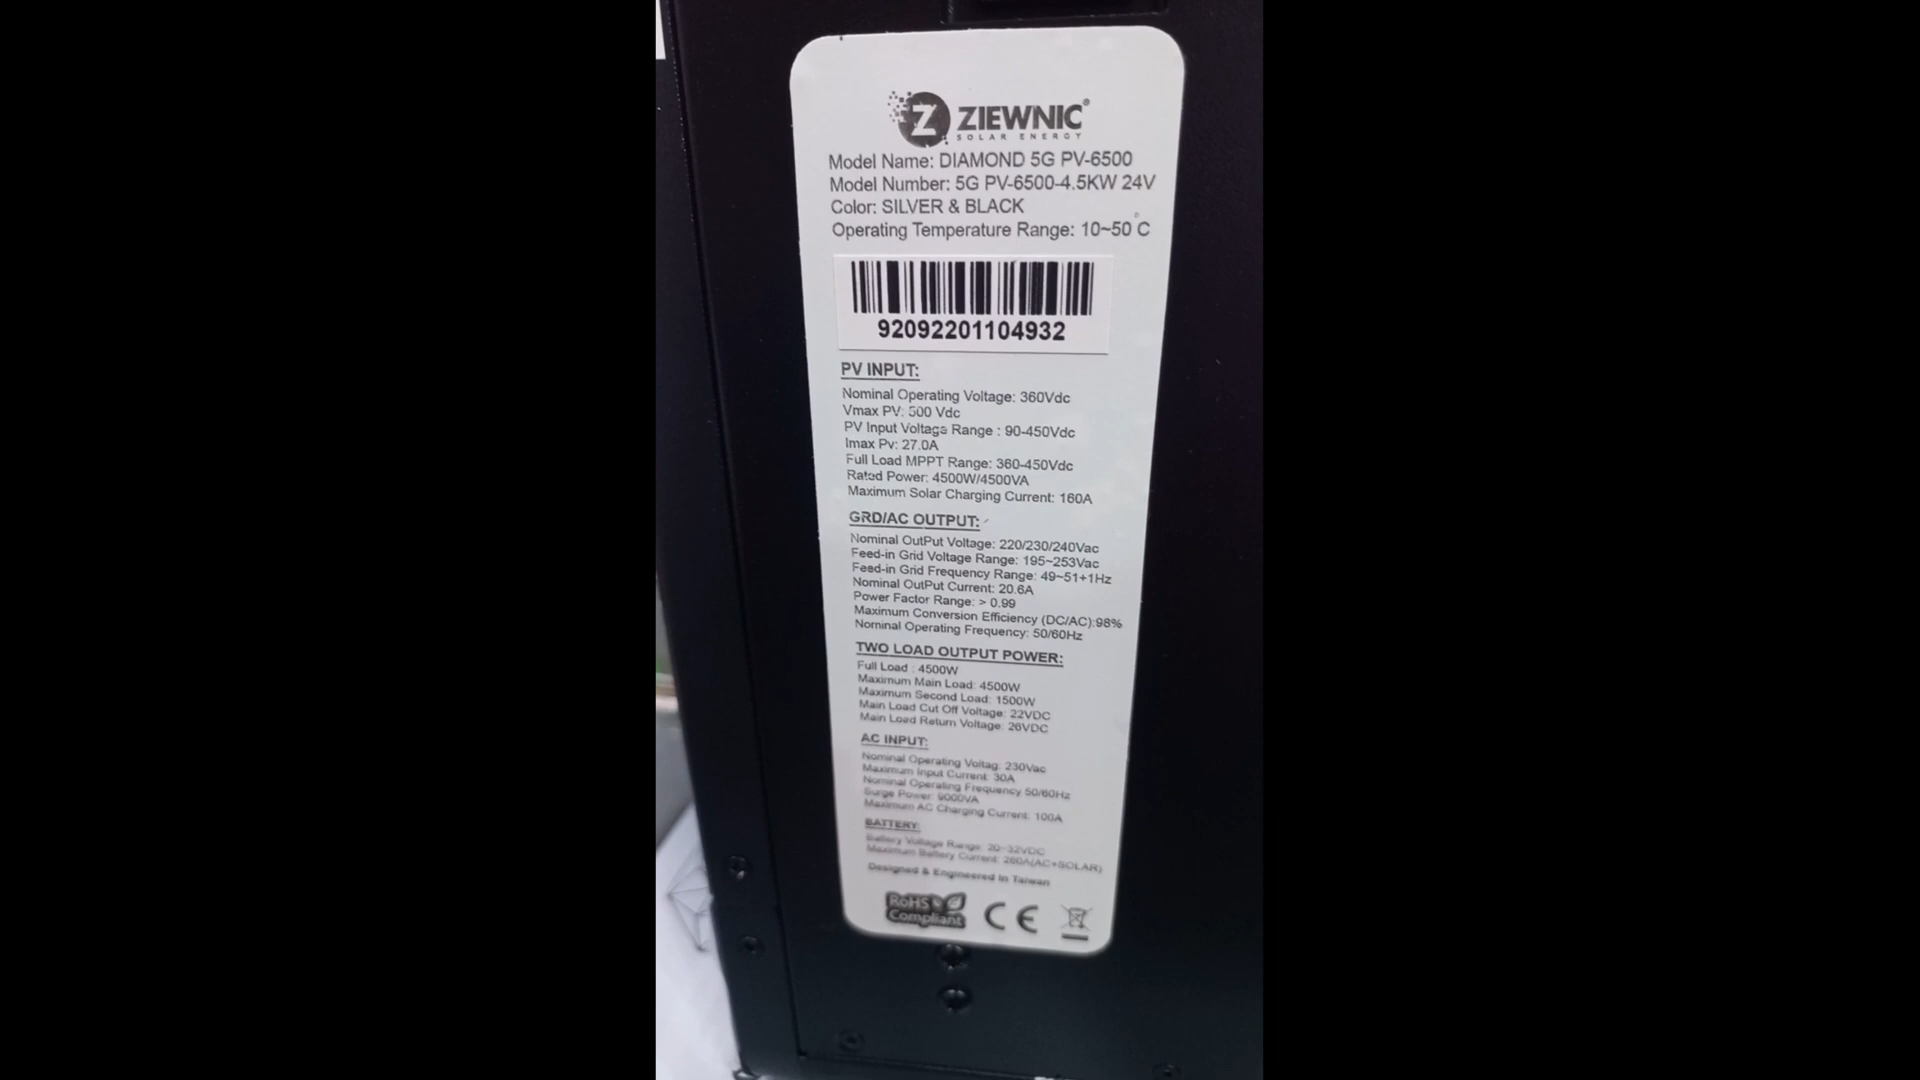 Z ZIEWNIC®
SOLAR ENERGY
Model Name: DIAMOND 5G PV-6500
Model Number: 5G PV-6500-4.5KW 24V
Color: SILVER & BLACK
Operating Temperature Range: 10~50°C
92092201104932
PV INPUT:
Nominal Operating Voltage: 360Vdc
Vmax PV: 500 Vdc
PV Input Voltage Range : 90-450Vdc
Imax Pv: 27.0A
Full Load MPPT Range: 360-450Vdc
Rated Power: 4500W/4500VA
Maximum Solar Charging Current: 160A
GRD/AC OUTPUT:
Nominal OutPut Voltage: 220/230/240Vac
Feed-in Grid Voltage Range: 195~253Vac
Feed-in Grid Frequency Range: 49~51+1Hz
Nominal OutPut Current: 20.6A
Power Factor Range: > 0.99
Maximum Conversion Efficiency (DC/AC):98%
Nominal Operating Frequency: 50/60Hz
TWO LOAD OUTPUT POWER:
Full Load : 4500W
Maximum Main Load: 4500W
Maximum Second Load: 1500W
Main Load Cut Off Voltage: 22VDC
Main Load Return Voltage: 26VDC
AC INPUT:
Nominal Operating Voltag: 230Vac
Maximum Input Current: 30A
Nominal Operating Frequency 50/60Hz
Surge Power: 9000VA
Maximum AC Charging Current: 100A
BATTERY:
Battery Voltage Range: 20~32VDC
Maximum Battery Current: 260A(AC+SOLAR)
Designed & Engineered In Taiwan
RoHS
Compliant
CE